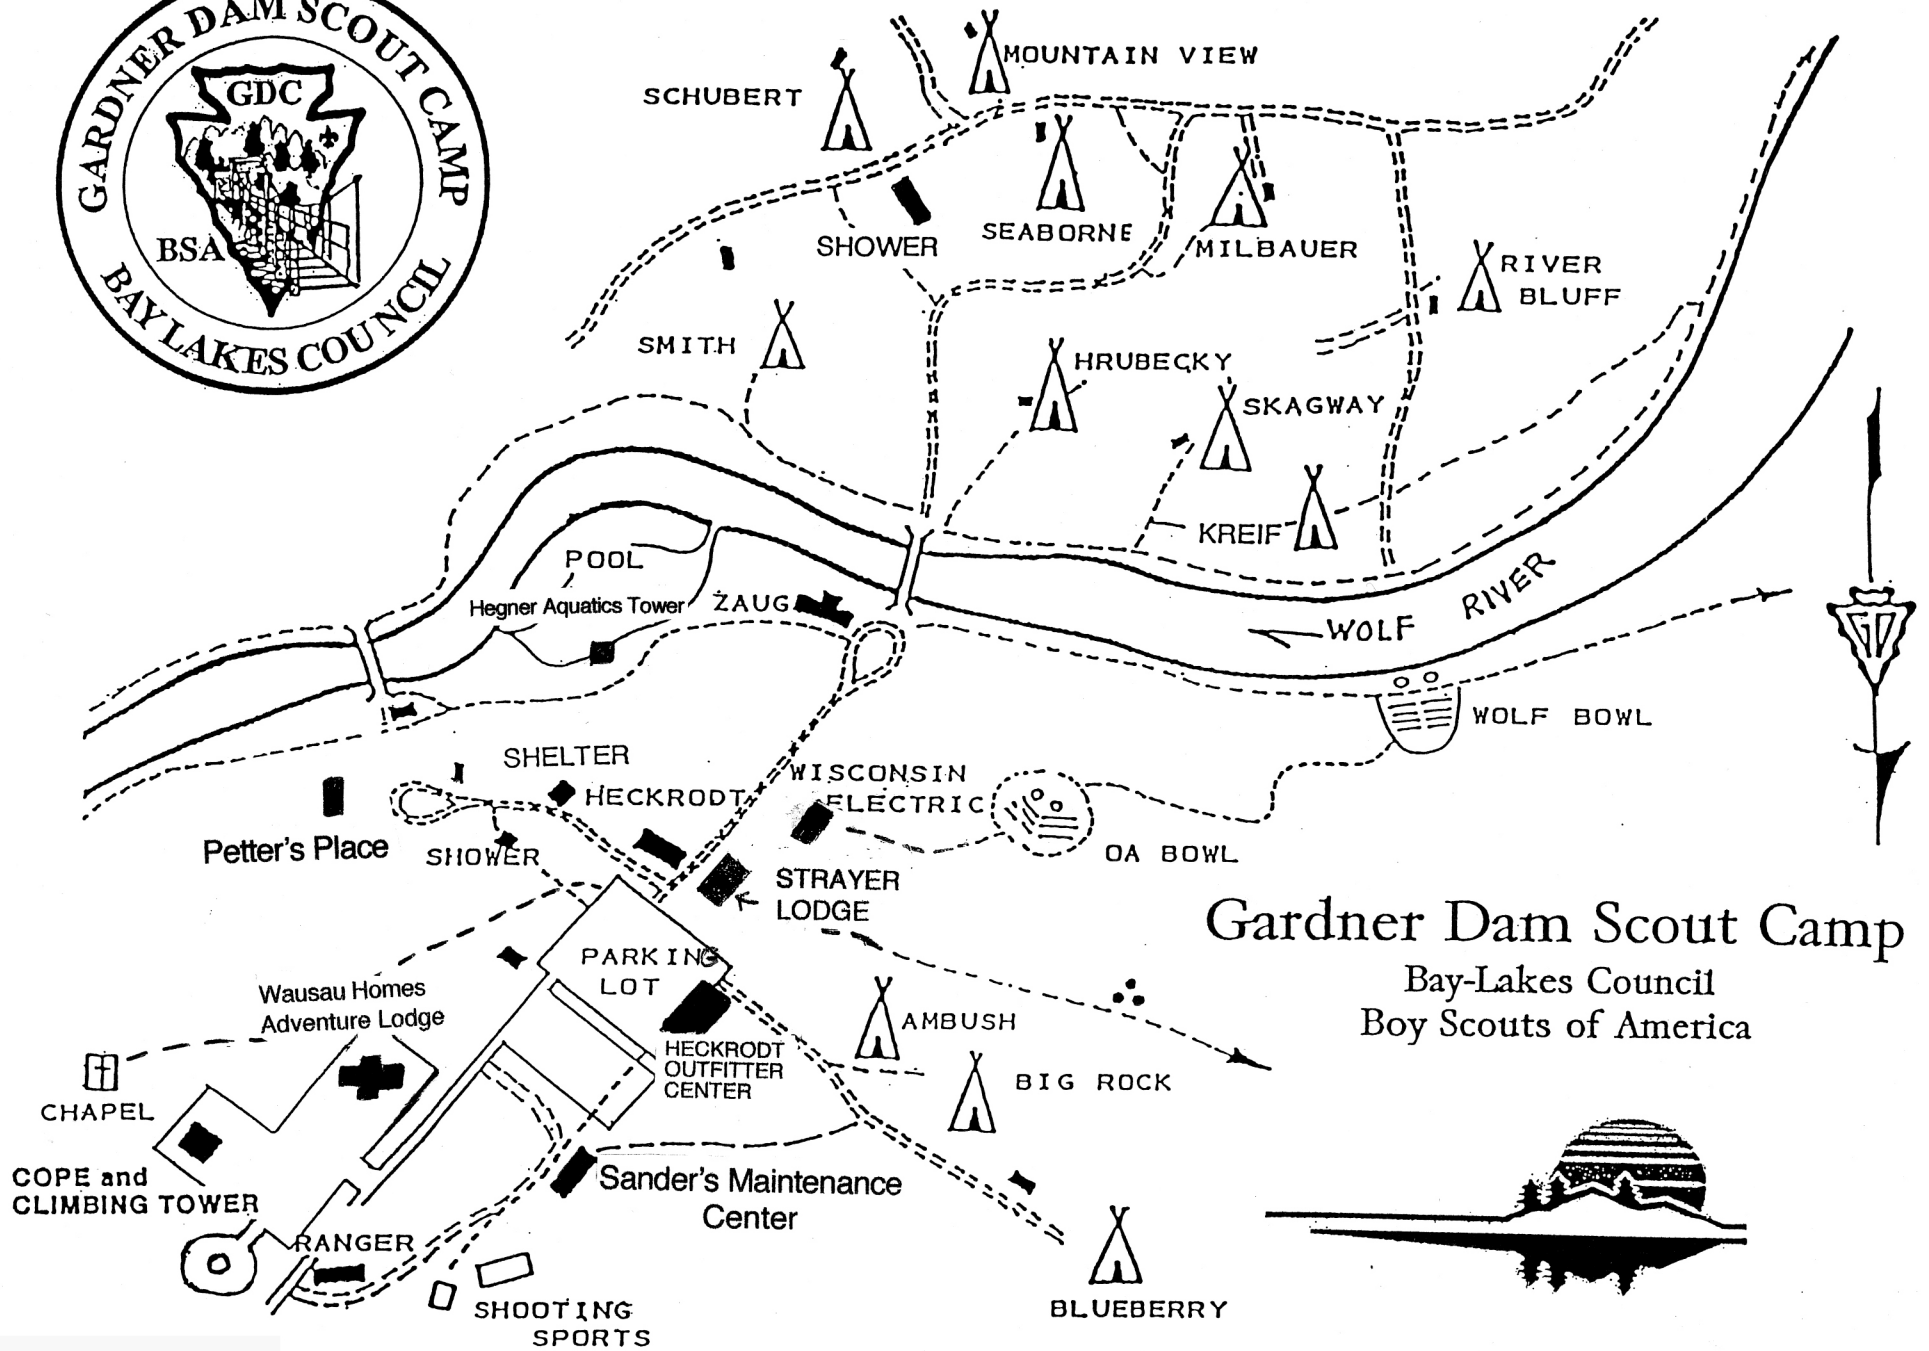 GARDNER DAM SCOUT CAMP
GDC
BSA
BAY LAKES COUNCIL
MOUNTAIN VIEW
SCHUBERT
SHOWER
SEABORNE
MILBAUER
RIVER
BLUFF
SMITH
HRUBECKY
SKAGWAY
KREIF
POOL
Hegner Aquatics Tower
ZAUG
WOLF RIVER
WOLF BOWL
SHELTER
HECKRODT
WISCONSIN
ELECTRIC
Petter's Place
SHOWER
OA BOWL
STRAYER
LODGE
PARKING
LOT
Wausau Homes
Adventure Lodge
HECKRODT
OUTFITTER
CENTER
AMBUSH
BIG ROCK
CHAPEL
COPE and
CLIMBING TOWER
Sander's Maintenance
Center
RANGER
SHOOTING
SPORTS
BLUEBERRY
GD
Gardner Dam Scout Camp
Bay-Lakes Council
Boy Scouts of America